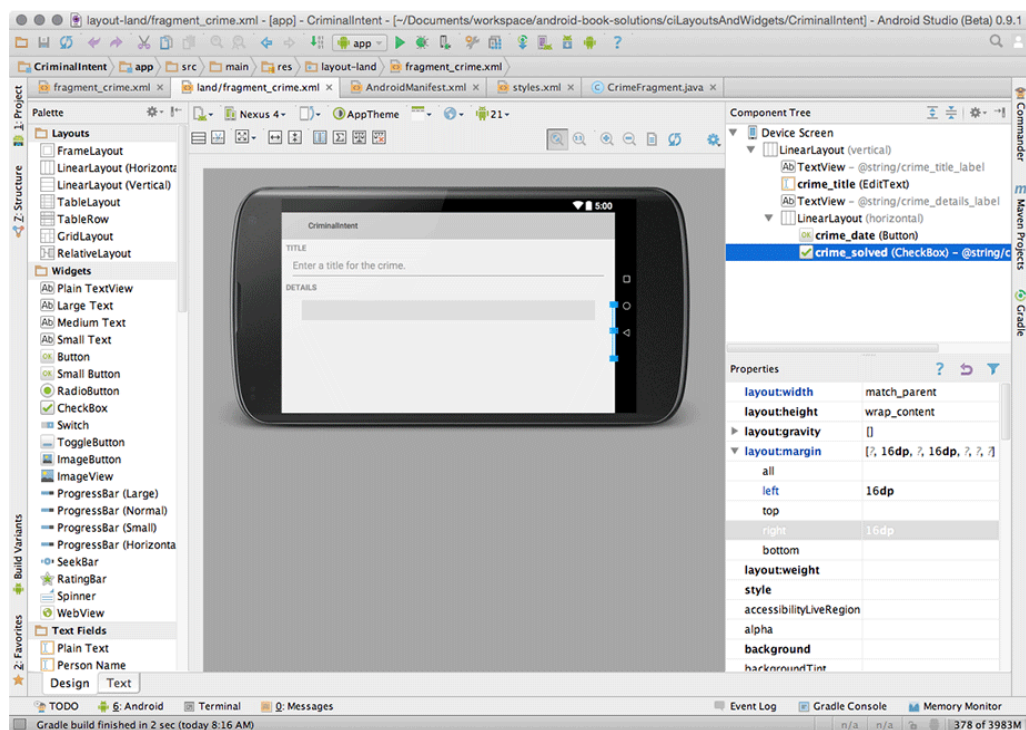 layout-land/fragment_crime.xml - [app] - CriminalIntent - [~/Documents/workspace/android-book-solutions/ciLayoutsAndWidgets/CriminalIntent] - Android Studio (Beta) 0.9.1
app
CriminalIntent app src main res layout-land fragment_crime.xml
fragment_crime.xml × land/fragment_crime.xml × AndroidManifest.xml × styles.xml × CrimeFragment.java ×
1: Project
Z: Structure
Build Variants
2: Favorites
Palette
Layouts
FrameLayout
LinearLayout (Horizonta
LinearLayout (Vertical)
TableLayout
TableRow
GridLayout
RelativeLayout
Widgets
Ab Plain TextView
Ab Large Text
Ab Medium Text
Ab Small Text
OK Button
OK Small Button
RadioButton
CheckBox
Switch
ToggleButton
ImageButton
ImageView
ProgressBar (Large)
ProgressBar (Normal)
ProgressBar (Small)
ProgressBar (Horizonta
SeekBar
RatingBar
Spinner
WebView
Text Fields
Plain Text
Person Name
Design Text
Nexus 4 AppTheme 21
5:00
CriminalIntent
TITLE
Enter a title for the crime.
DETAILS
Component Tree
Device Screen
LinearLayout (vertical)
Ab TextView – @string/crime_title_label
crime_title (EditText)
Ab TextView – @string/crime_details_label
LinearLayout (horizontal)
OK crime_date (Button)
crime_solved (CheckBox) – @string/c
Properties ?
layout:width match_parent
layout:height wrap_content
layout:gravity []
layout:margin [?, 16dp, ?, 16dp, ?, ?, ?]
all
left 16dp
top
right 16dp
bottom
layout:weight
style
accessibilityLiveRegion
alpha
background
backgroundTint
Commander
m Maven Projects
Gradle
TODO 6: Android Terminal 0: Messages Event Log Gradle Console Memory Monitor
Gradle build finished in 2 sec (today 8:16 AM) n/a n/a 378 of 3983M